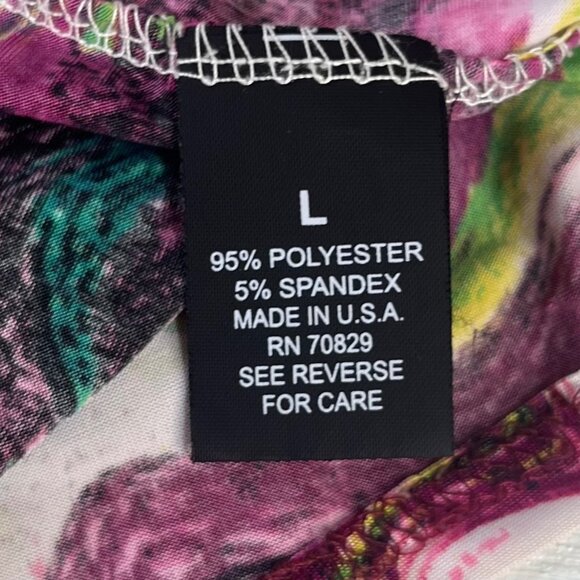 L
95% POLYESTER
5% SPANDEX
MADE IN U.S.A.
RN 70829
SEE REVERSE
FOR CARE